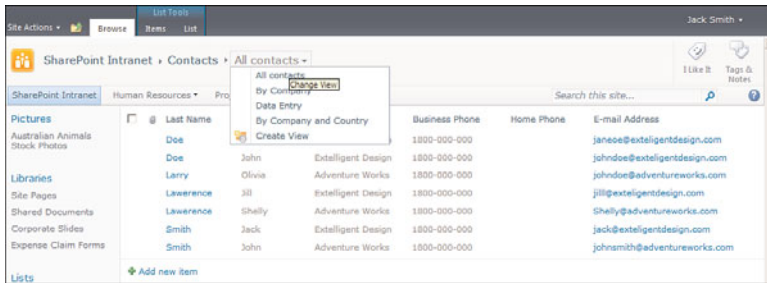 List Tools
Jack Smith
Site Actions
Browse
Items
List
SharePoint Intranet Contacts All contacts
I Like It
Tags & Notes
All contacts
Change View
By Company
Data Entry
By Company and Country
Create View
SharePoint Intranet Human Resources Pro Search this site...
Pictures
Australian Animals
Stock Photos
Libraries
Site Pages
Shared Documents
Corporate Slides
Expense Claim Forms
Lists
Last Name Business Phone Home Phone E-mail Address
Doe 1800-000-000 janeoe@exteligentdesign.com
Doe John Extelligent Design 1800-000-000 johndoe@exteligentdesign.com
Larry Olivia Adventure Works 1800-000-000 johndoe@adventureworks.com
Lawerence Jill Extelligent Design 1800-000-000 jill@exteligentdesign.com
Lawerence Shelly Adventure Works 1800-000-000 Shelly@adventureworks.com
Smith Jack Extelligent Design 1800-000-000 jack@exteligentdesign.com
Smith John Adventure Works 1800-000-000 johnsmith@adventureworks.com
Add new item